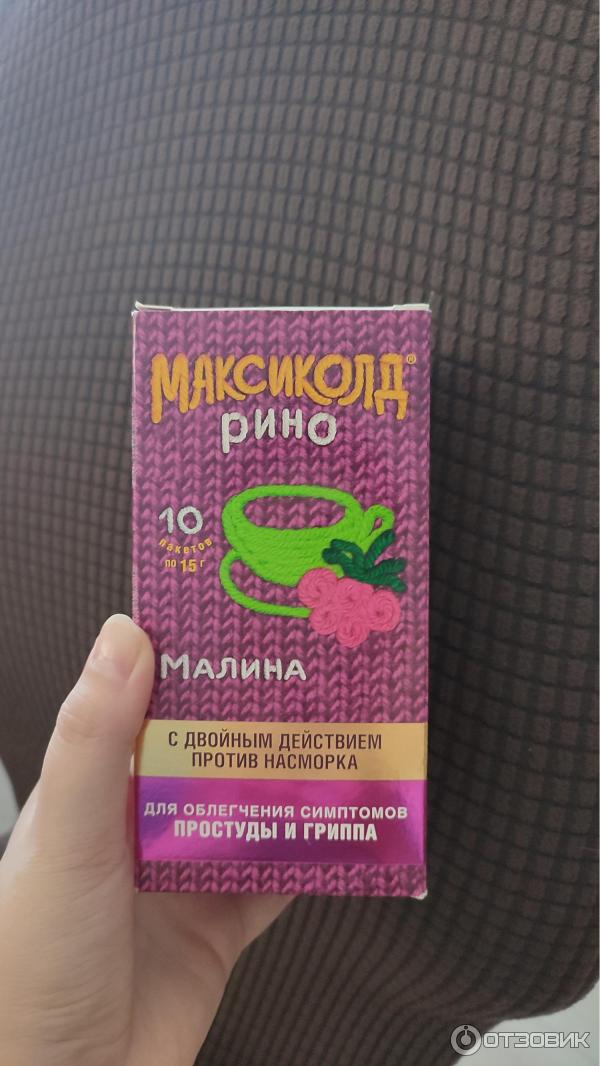 МАКСИКОЛД®
рино
10
пакетов
по 15 г
МАЛИНА
С ДВОЙНЫМ ДЕЙСТВИЕМ
ПРОТИВ НАСМОРКА
ДЛЯ ОБЛЕГЧЕНИЯ СИМПТОМОВ
ПРОСТУДЫ И ГРИППА
ОТЗОВИК